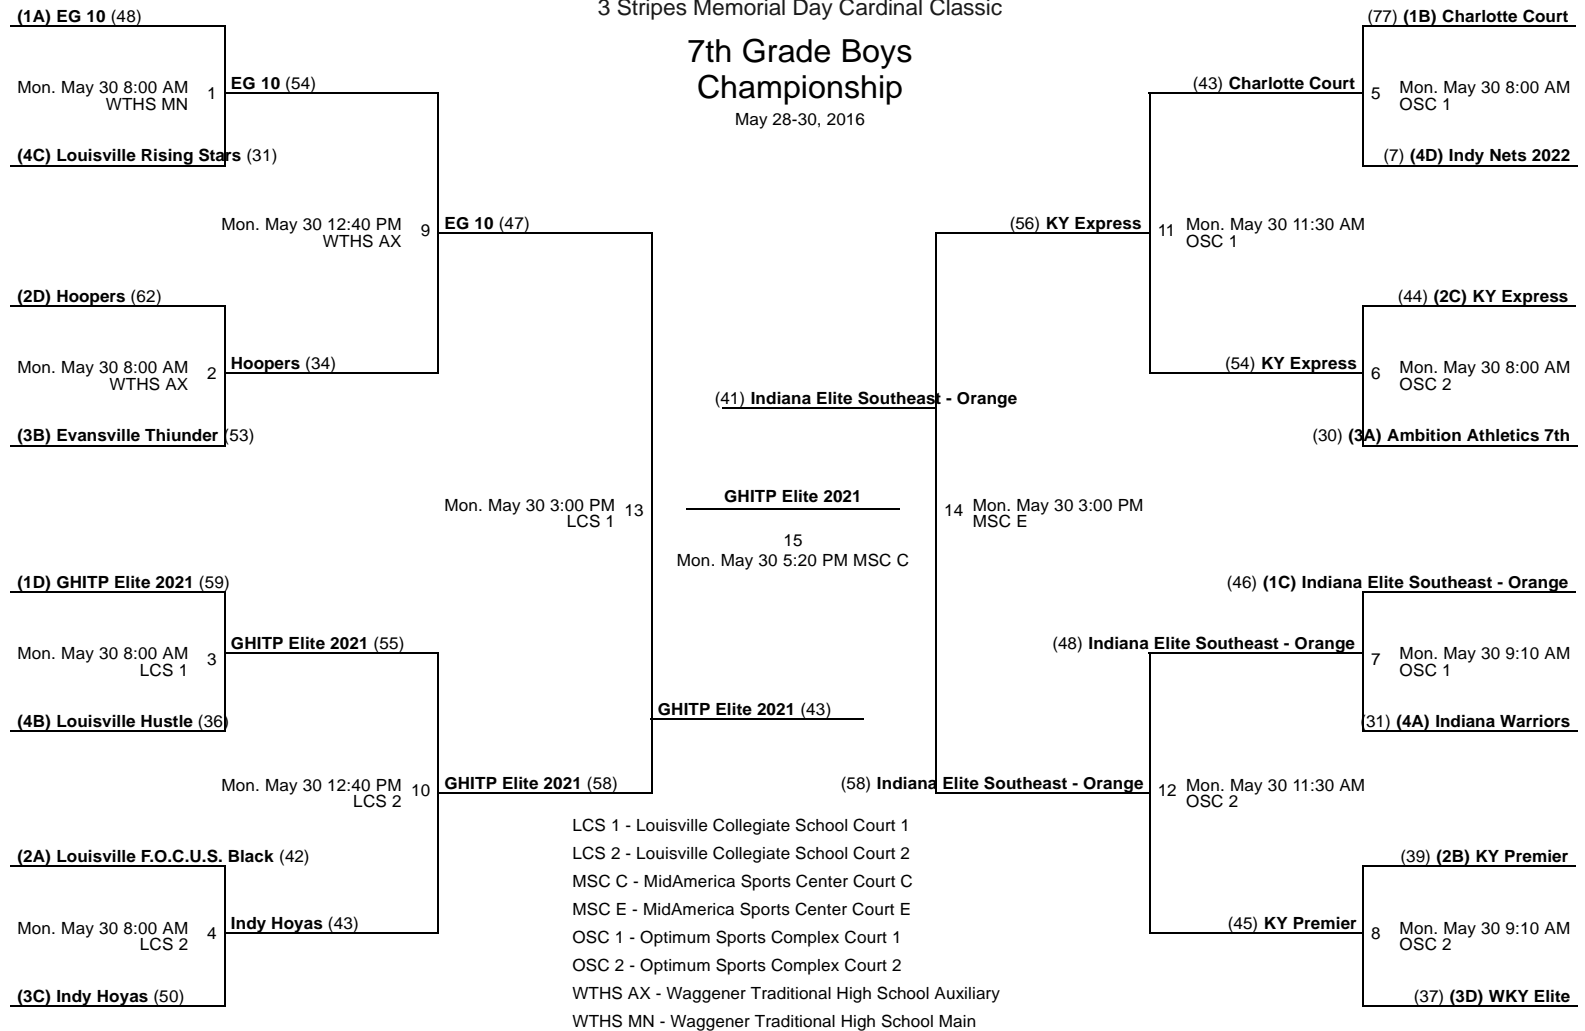 3 Stripes Memorial Day Cardinal Classic
7th Grade Boys
Championship
May 28-30, 2016
(1A) EG 10 (48)
Mon. May 30 8:00 AM 1
WTHS MN
EG 10 (54)
(4C) Louisville Rising Stars (31)
Mon. May 30 12:40 PM 9
WTHS AX
EG 10 (47)
(2D) Hoopers (62)
Mon. May 30 8:00 AM 2
WTHS AX
Hoopers (34)
(3B) Evansville Thiunder (53)
Mon. May 30 3:00 PM 13
LCS 1
(1D) GHITP Elite 2021 (59)
Mon. May 30 8:00 AM 3
LCS 1
GHITP Elite 2021 (55)
(4B) Louisville Hustle (36)
GHITP Elite 2021 (43)
Mon. May 30 12:40 PM 10
LCS 2
GHITP Elite 2021 (58)
(2A) Louisville F.O.C.U.S. Black (42)
Mon. May 30 8:00 AM 4
LCS 2
Indy Hoyas (43)
(3C) Indy Hoyas (50)
(41) Indiana Elite Southeast - Orange
GHITP Elite 2021
15
Mon. May 30 5:20 PM MSC C
(77) (1B) Charlotte Court
(43) Charlotte Court
5 Mon. May 30 8:00 AM
OSC 1
(7) (4D) Indy Nets 2022
(56) KY Express
11 Mon. May 30 11:30 AM
OSC 1
(44) (2C) KY Express
(54) KY Express
6 Mon. May 30 8:00 AM
OSC 2
(30) (3A) Ambition Athletics 7th
14 Mon. May 30 3:00 PM
MSC E
(46) (1C) Indiana Elite Southeast - Orange
(48) Indiana Elite Southeast - Orange
7 Mon. May 30 9:10 AM
OSC 1
(31) (4A) Indiana Warriors
(58) Indiana Elite Southeast - Orange
12 Mon. May 30 11:30 AM
OSC 2
(39) (2B) KY Premier
(45) KY Premier
8 Mon. May 30 9:10 AM
OSC 2
(37) (3D) WKY Elite
LCS 1 - Louisville Collegiate School Court 1
LCS 2 - Louisville Collegiate School Court 2
MSC C - MidAmerica Sports Center Court C
MSC E - MidAmerica Sports Center Court E
OSC 1 - Optimum Sports Complex Court 1
OSC 2 - Optimum Sports Complex Court 2
WTHS AX - Waggener Traditional High School Auxiliary
WTHS MN - Waggener Traditional High School Main